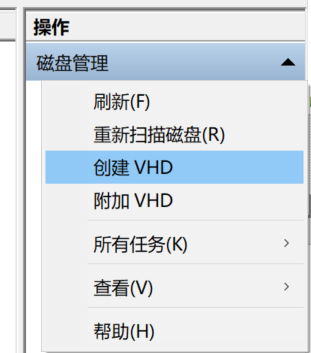 操作
磁盘管理
刷新(F)
重新扫描磁盘(R)
创建 VHD
附加 VHD
所有任务(K)
查看(V)
帮助(H)